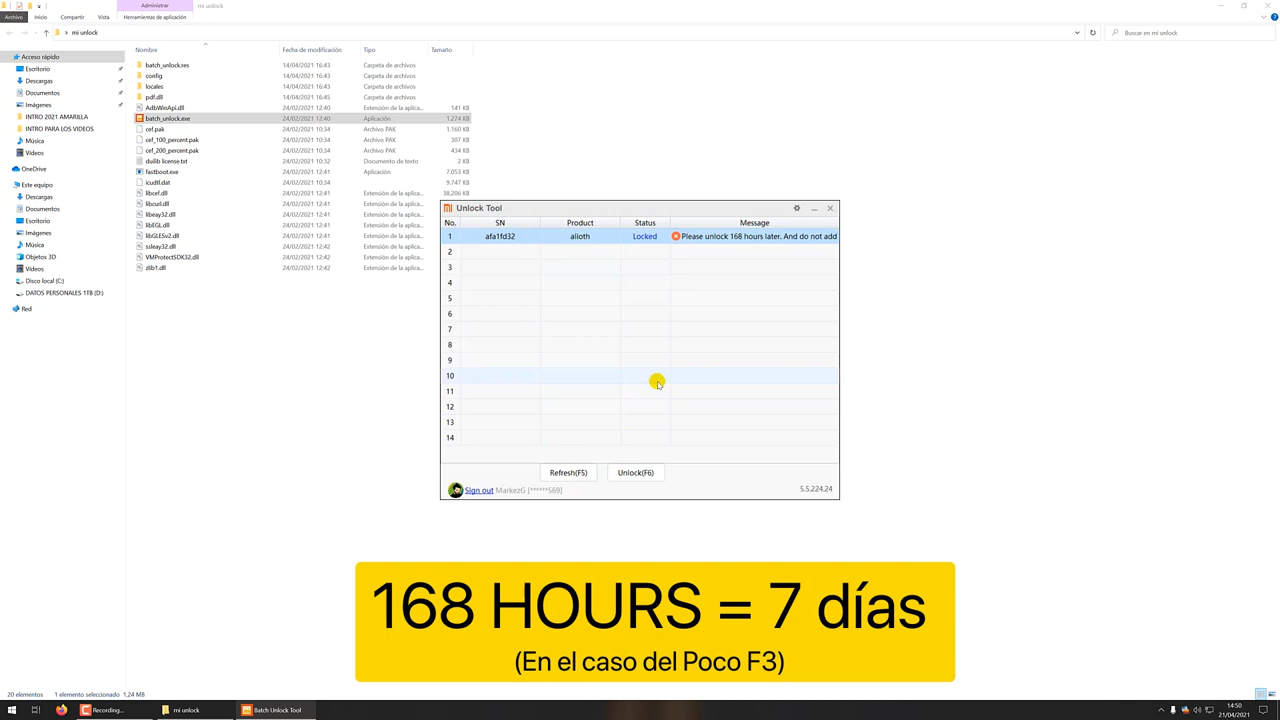 Administrar
mi unlock
Archivo
Inicio
Compartir
Vista
Herramientas de aplicación
mi unlock
Buscar en mi unlock
Nombre
Fecha de modificación
Tipo
Tamaño
Acceso rápido
Escritorio
Descargas
Documentos
Imágenes
INTRO 2021 AMARILLA
INTRO PARA LOS VIDEOS
Música
Vídeos
OneDrive
Este equipo
Descargas
Documentos
Escritorio
Imágenes
Música
Objetos 3D
Vídeos
Disco local (C:)
DATOS PERSONALES 1TB (D:)
Red
batch_unlock.res 14/04/2021 16:43 Carpeta de archivos
config 14/04/2021 16:43 Carpeta de archivos
locales 14/04/2021 16:43 Carpeta de archivos
pdf.dll 14/04/2021 16:45 Carpeta de archivos
AdbWinApi.dll 24/02/2021 12:40 Extensión de la aplica... 141 KB
batch_unlock.exe 24/02/2021 12:40 Aplicación 1.274 KB
cef.pak 24/02/2021 10:34 Archivo PAK 1.160 KB
cef_100_percent.pak 24/02/2021 10:34 Archivo PAK 307 KB
cef_200_percent.pak 24/02/2021 10:34 Archivo PAK 434 KB
duilib license.txt 24/02/2021 10:32 Documento de texto 2 KB
fastboot.exe 24/02/2021 12:41 Aplicación 7.053 KB
icudtl.dat 24/02/2021 10:34 9.747 KB
libcef.dll 24/02/2021 12:41 Extensión de la aplica... 38.206 KB
libcurl.dll 24/02/2021 12:41 Extensión de la aplica...
libeay32.dll 24/02/2021 12:41 Extensión de la aplica...
libEGL.dll 24/02/2021 12:41 Extensión de la aplica...
libGLESv2.dll 24/02/2021 12:41 Extensión de la aplica...
ssleay32.dll 24/02/2021 12:41 Extensión de la aplica...
VMProtectSDK32.dll 24/02/2021 12:42 Extensión de la aplica...
zlib1.dll 24/02/2021 12:42 Extensión de la aplica...
Unlock Tool
No. SN Product Status Message
1 afa1fd32 alioth Locked Please unlock 168 hours later. And do not add
2
3
4
5
6
7
8
9
10
11
12
13
14
Refresh(F5)
Unlock(F6)
Sign out MarkezG [******569]
5.5.224.24
168 HOURS = 7 días
(En el caso del Poco F3)
20 elementos
1 elemento seleccionado 1,24 MB
Recording...
mi unlock
Batch Unlock Tool
14:50
21/04/2021